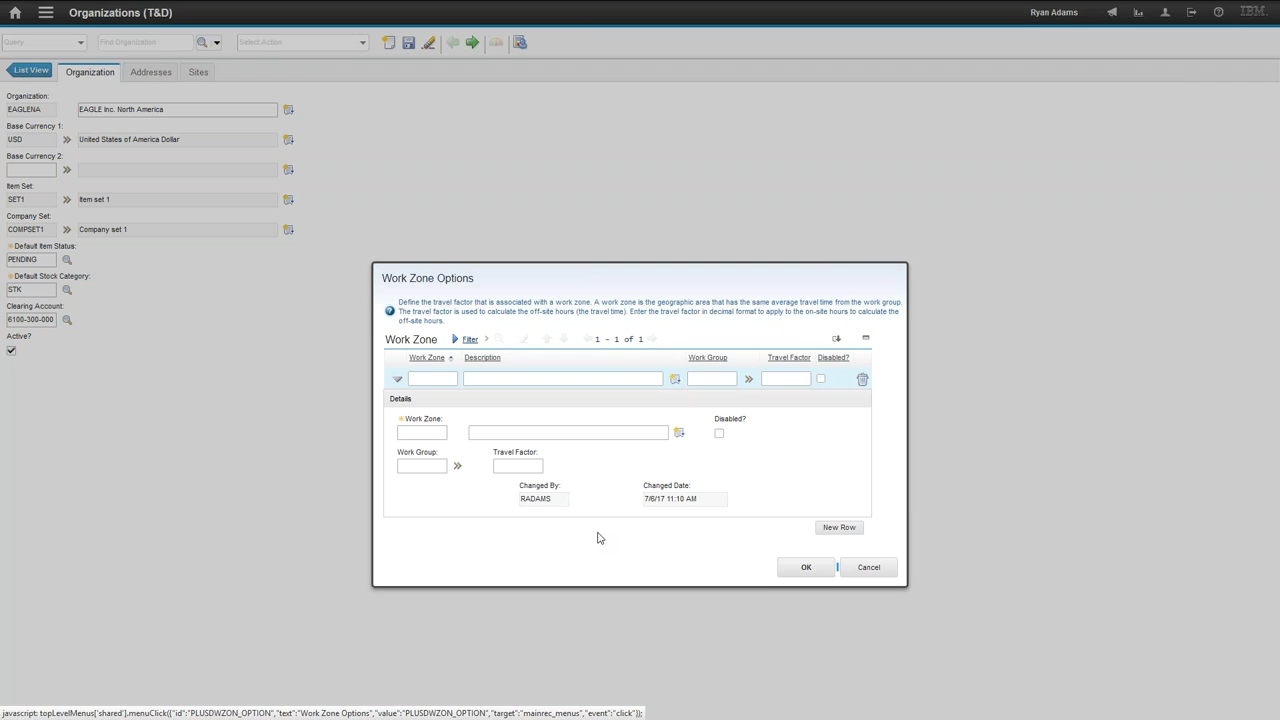 Organizations (T&D)
Ryan Adams
IBM
Query
Find Organization
Select Action
List View
Organization
Addresses
Sites
Organization:
EAGLENA
EAGLE Inc. North America
Base Currency 1:
USD
United States of America Dollar
Base Currency 2:
Item Set:
SET1
Item set 1
Company Set:
COMPSET1
Company set 1
Default Item Status:
PENDING
Default Stock Category:
STK
Clearing Account:
6100-300-000
Active?
Work Zone Options
Define the travel factor that is associated with a work zone. A work zone is the geographic area that has the same average travel time from the work group.
The travel factor is used to calculate the off-site hours (the travel time). Enter the travel factor in decimal format to apply to the on-site hours to calculate the
off-site hours.
Work Zone
Filter
1 - 1 of 1
Work Zone
Description
Work Group
Travel Factor
Disabled?
Details
Work Zone:
Disabled?
Work Group:
Travel Factor:
Changed By:
Changed Date:
RADAMS
7/6/17 11:10 AM
New Row
OK
Cancel
javascript: topLevelMenus['shared'].menuClick({"id":"PLUSDWZON_OPTION","text":"Work Zone Options","value":"PLUSDWZON_OPTION","target":"mainrec_menus","event":"click"});